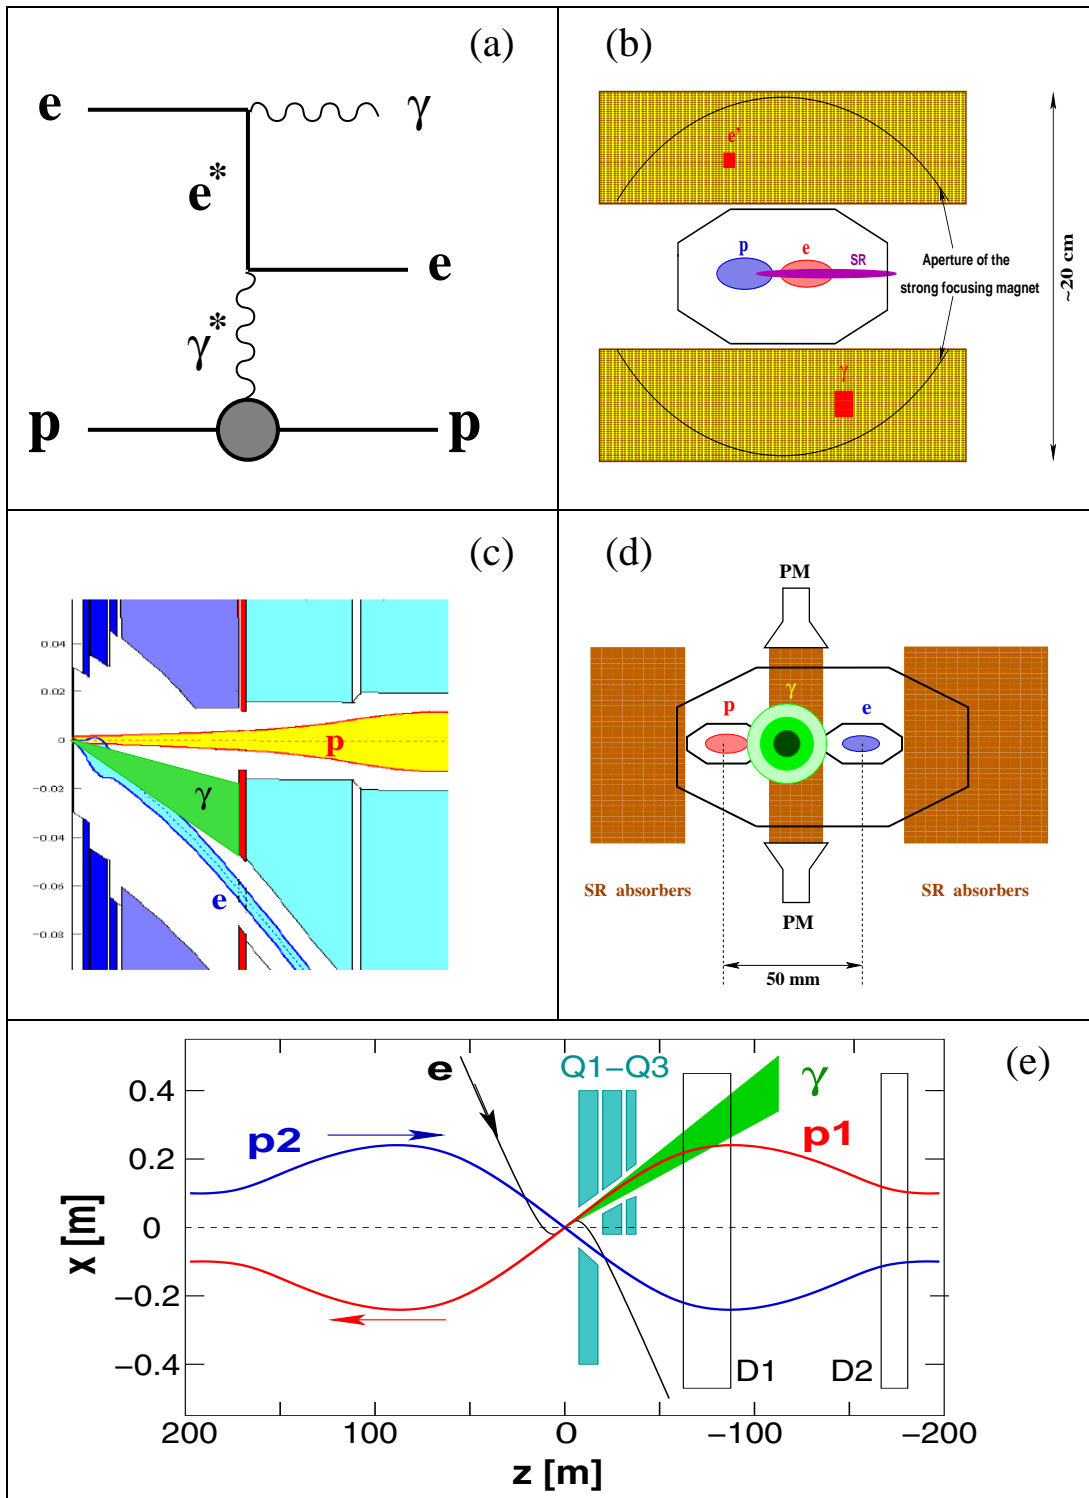 (a)
e
γ
e*
e
γ*
p
p
(b)
e'
p
e
SR
Aperture of the
strong focusing magnet
γ
~20 cm
(c)
0.04
0.02
0
−0.02
−0.04
−0.06
−0.08
p
γ
e
(d)
PM
γ
p
e
SR absorbers
SR absorbers
PM
50 mm
(e)
e
Q1−Q3
γ
p2
p1
0.4
0.2
0
−0.2
−0.4
x [m]
D1
D2
200
100
0
−100
−200
z [m]